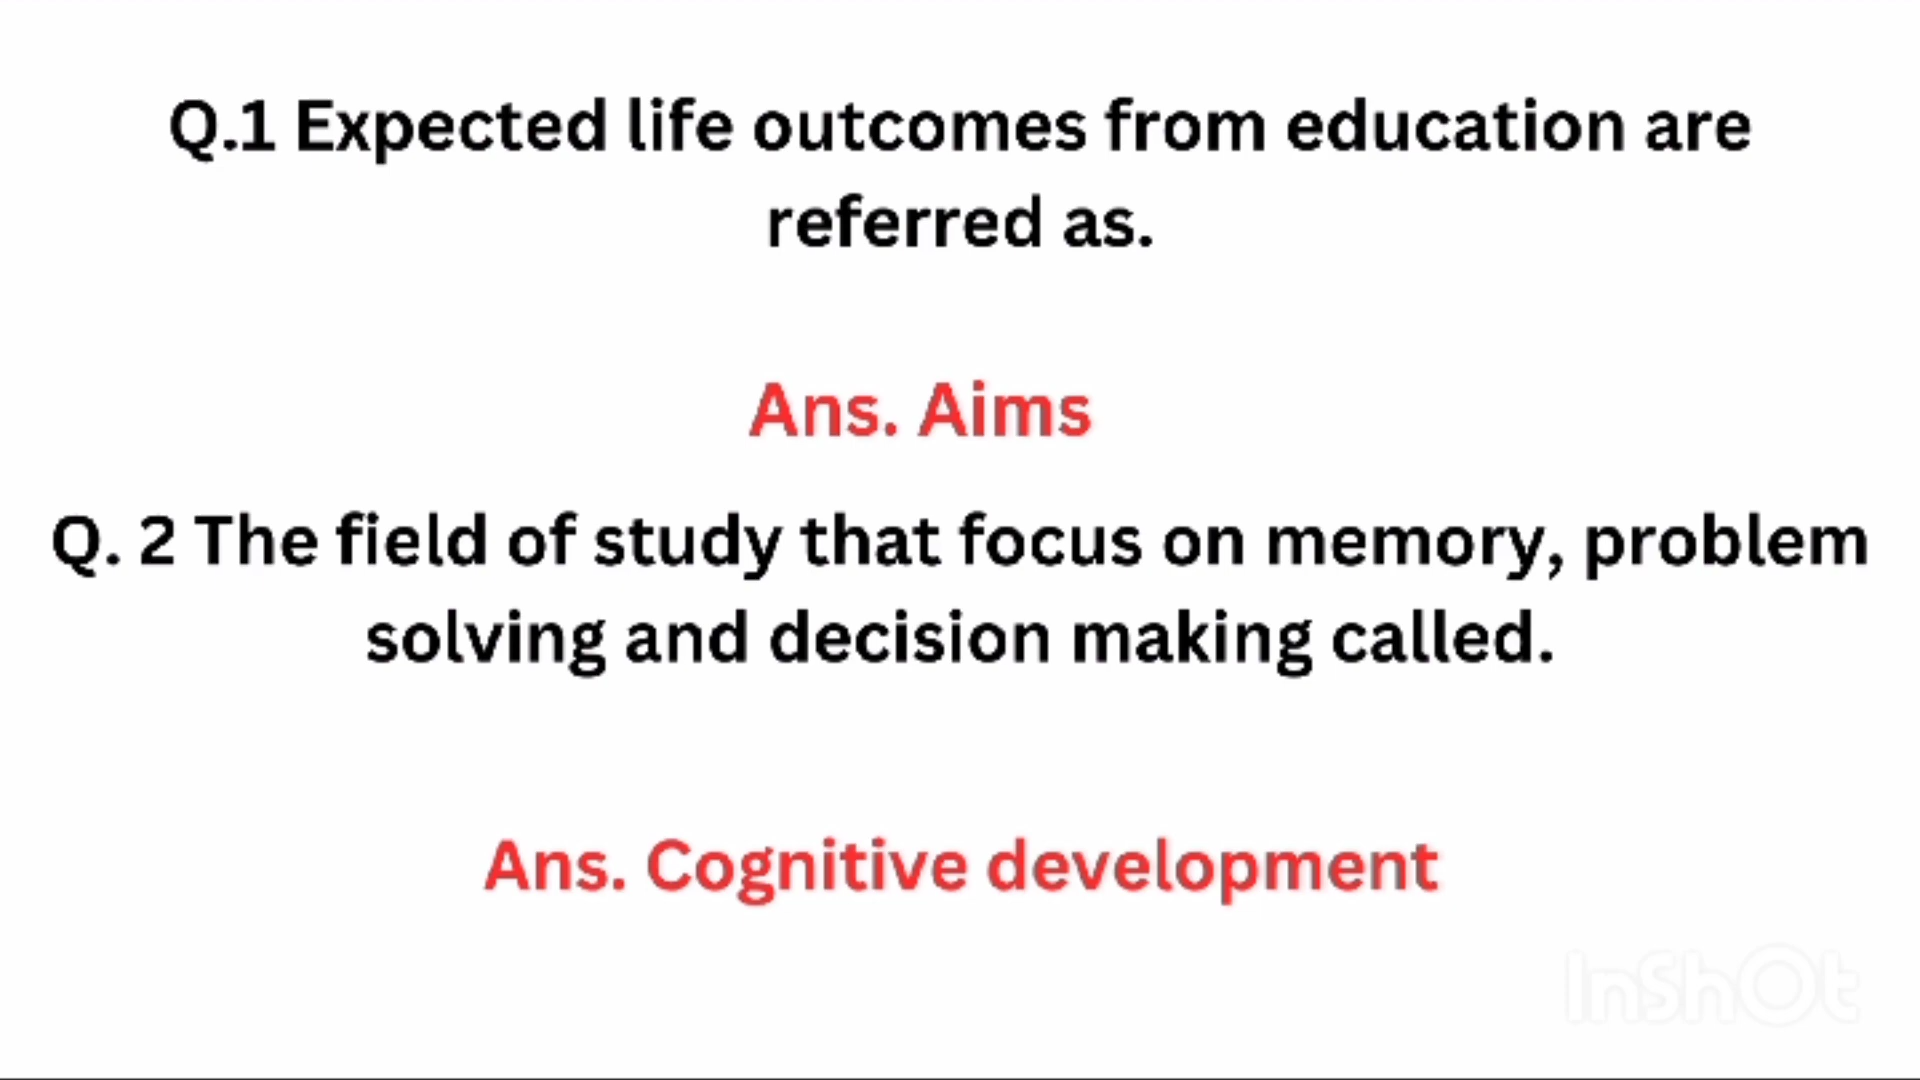 Q.1 Expected life outcomes from education are
referred as.
Ans. Aims
Q. 2 The field of study that focus on memory, problem
solving and decision making called.
Ans. Cognitive development
InShOt